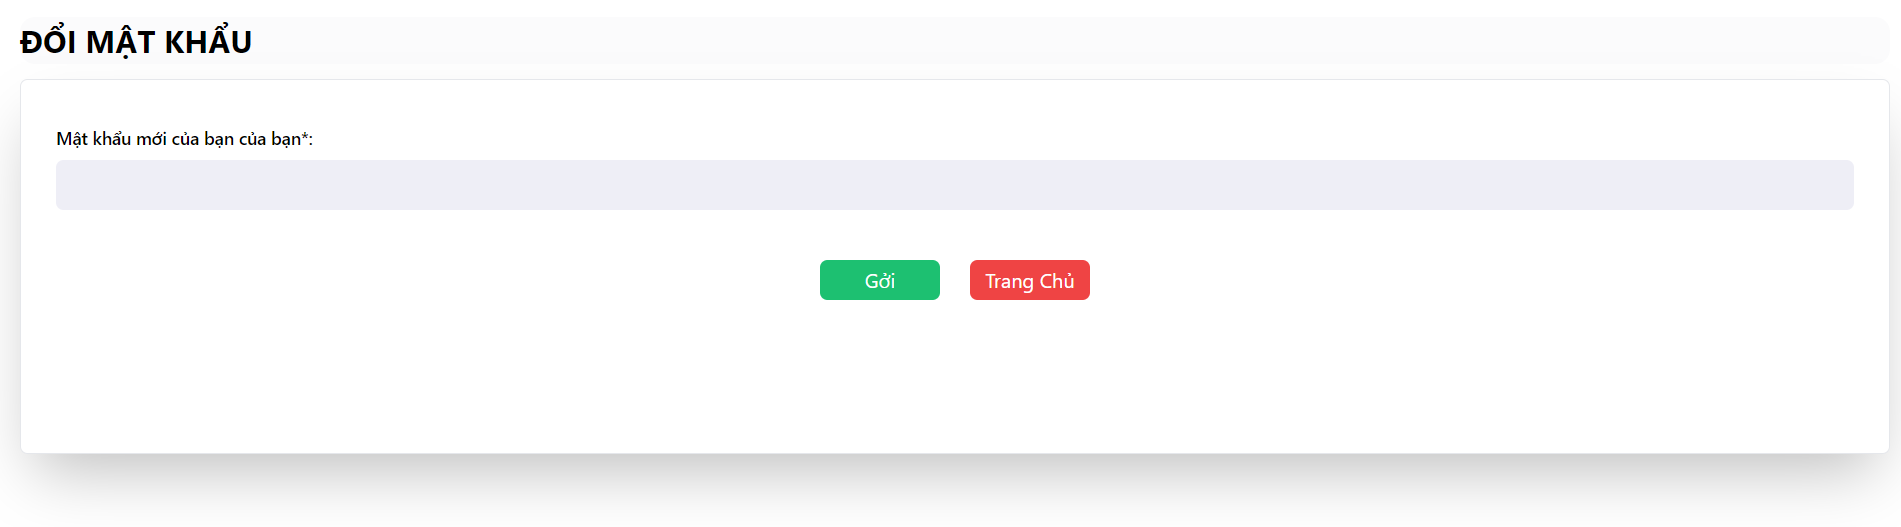 ĐỔI MẬT KHẨU
Mật khẩu mới của bạn của bạn*:
Gởi
Trang Chủ